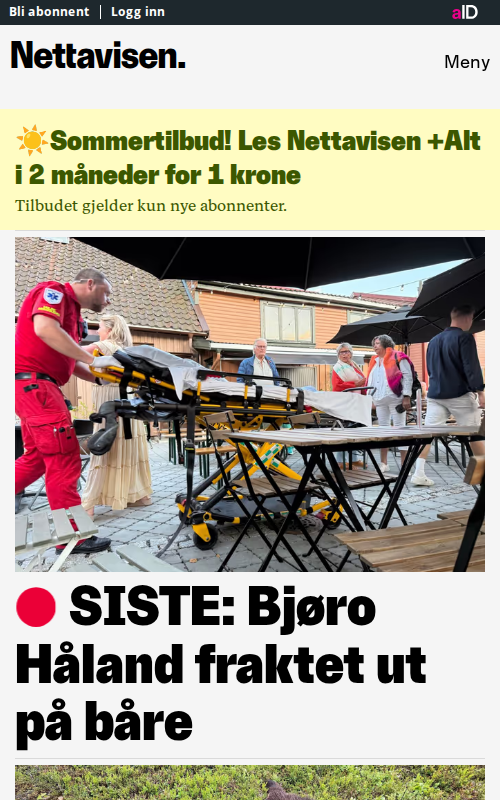 Bli abonnent | Logg inn
aID
Nettavisen.
Meny
☀️Sommertilbud! Les Nettavisen +Alt
i 2 måneder for 1 krone
Tilbudet gjelder kun nye abonnenter.
🔴 SISTE: Bjøro
Håland fraktet ut
på båre